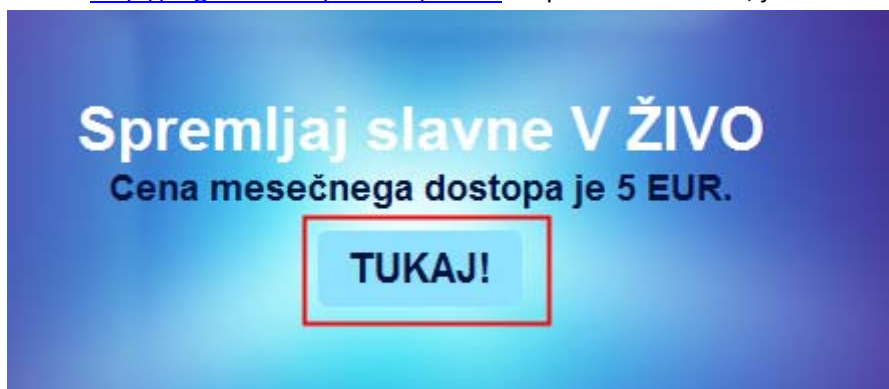 Spremljaj slavne V ŽIVO
Cena mesečnega dostopa je 5 EUR.
TUKAJ!